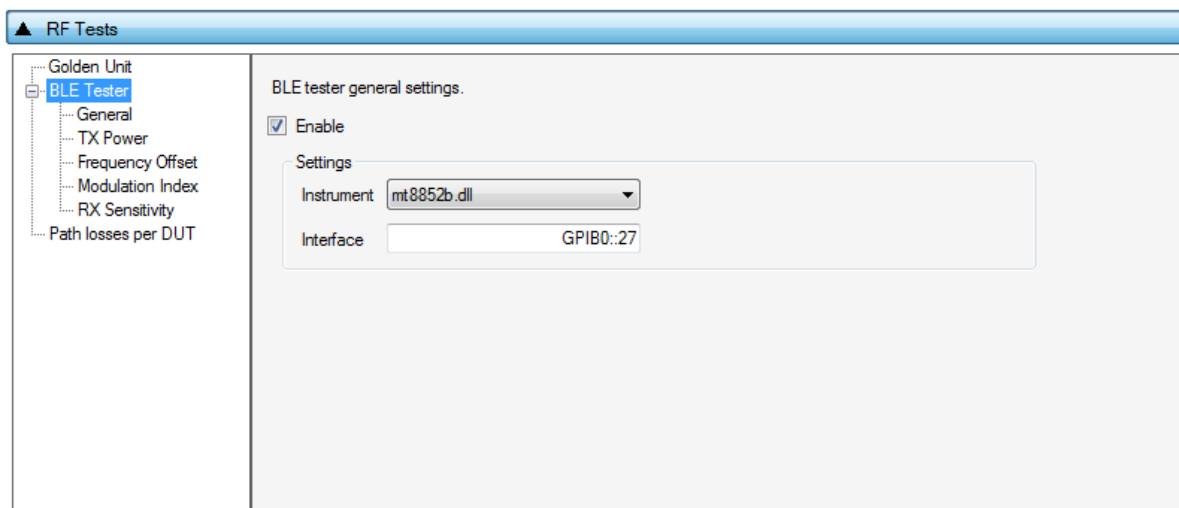 RF Tests
Golden Unit
BLE Tester
General
TX Power
Frequency Offset
Modulation Index
RX Sensitivity
Path losses per DUT
BLE tester general settings.
Enable
Settings
Instrument mt8852b.dll
Interface GPIB0::27